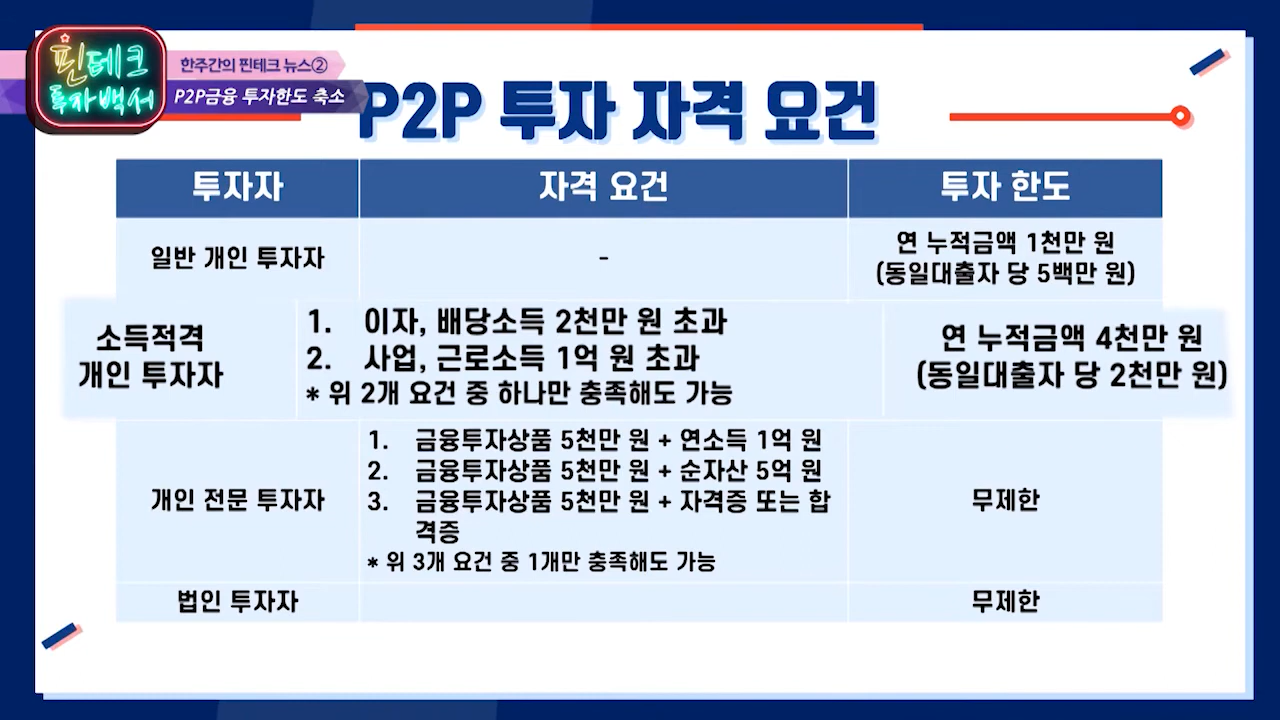 핀테크
투자백서
한주간의 핀테크 뉴스②
P2P금융 투자한도 축소
P2P 투자 자격 요건
투자자
자격 요건
투자 한도
일반 개인 투자자
-
연 누적금액 1천만 원
(동일대출자 당 5백만 원)
소득적격
개인 투자자
1. 이자, 배당소득 2천만 원 초과
2. 사업, 근로소득 1억 원 초과
* 위 2개 요건 중 하나만 충족해도 가능
연 누적금액 4천만 원
(동일대출자 당 2천만 원)
개인 전문 투자자
1. 금융투자상품 5천만 원 + 연소득 1억 원
2. 금융투자상품 5천만 원 + 순자산 5억 원
3. 금융투자상품 5천만 원 + 자격증 또는 합
격증
* 위 3개 요건 중 1개만 충족해도 가능
무제한
법인 투자자
무제한